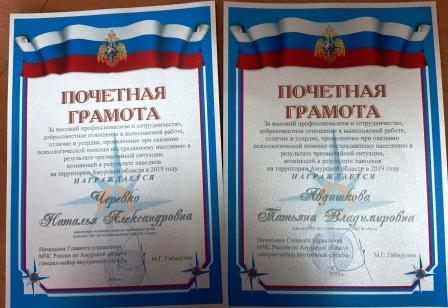 ПОЧЕТНАЯ
ГРАМОТА
За высокий профессионализм и сотрудничество,
добросовестное отношение к выполняемой работе,
отличие и усердие, проявленные при оказании
психологической помощи пострадавшему населению в
результате чрезвычайной ситуации,
возникшей в результате паводков
на территории Амурской области в 2019 году
НАГРАЖДАЕТСЯ
Черевко
Наталья Александровна
Начальник Главного управления
МЧС России по Амурской области
генерал-майор внутренней службы
М.Г. Гибадулин
ПОЧЕТНАЯ
ГРАМОТА
За высокий профессионализм и сотрудничество,
добросовестное отношение к выполняемой работе,
отличие и усердие, проявленные при оказании
психологической помощи пострадавшему населению в
результате чрезвычайной ситуации,
возникшей в результате паводков
на территории Амурской области в 2019 году
НАГРАЖДАЕТСЯ
Авдашкова
Татьяна Владимировна
Начальник Главного управления
МЧС России по Амурской области
генерал-майор внутренней службы
М.Г. Гибадулин